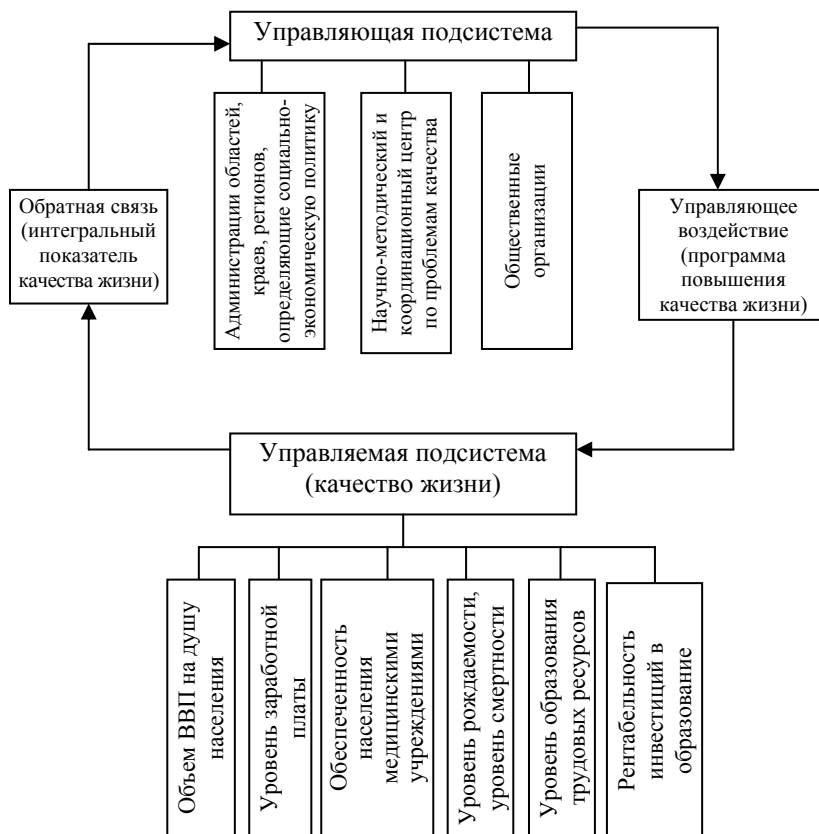 Управляющая подсистема
Администрации областей,
краев, регионов,
определяющие социально-
экономическую политику
Научно-методический и
координационный центр
по проблемам качества
Общественные
организации
Обратная связь
(интегральный
показатель
качества жизни)
Управляющее
воздействие
(программа
повышения
качества жизни)
Управляемая подсистема
(качество жизни)
Объем ВВП на душу
населения
Уровень заработной
платы
Обеспеченность
населения
медицинскими
учреждениями
Уровень рождаемости,
уровень смертности
Уровень образования
трудовых ресурсов
Рентабельность
инвестиций в
образование